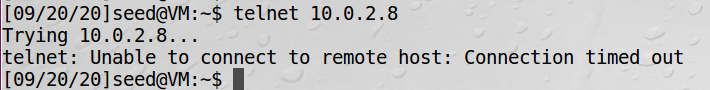 [09/20/20]seed@VM:~$ telnet 10.0.2.8
Trying 10.0.2.8...
telnet: Unable to connect to remote host: Connection timed out
[09/20/20]seed@VM:~$